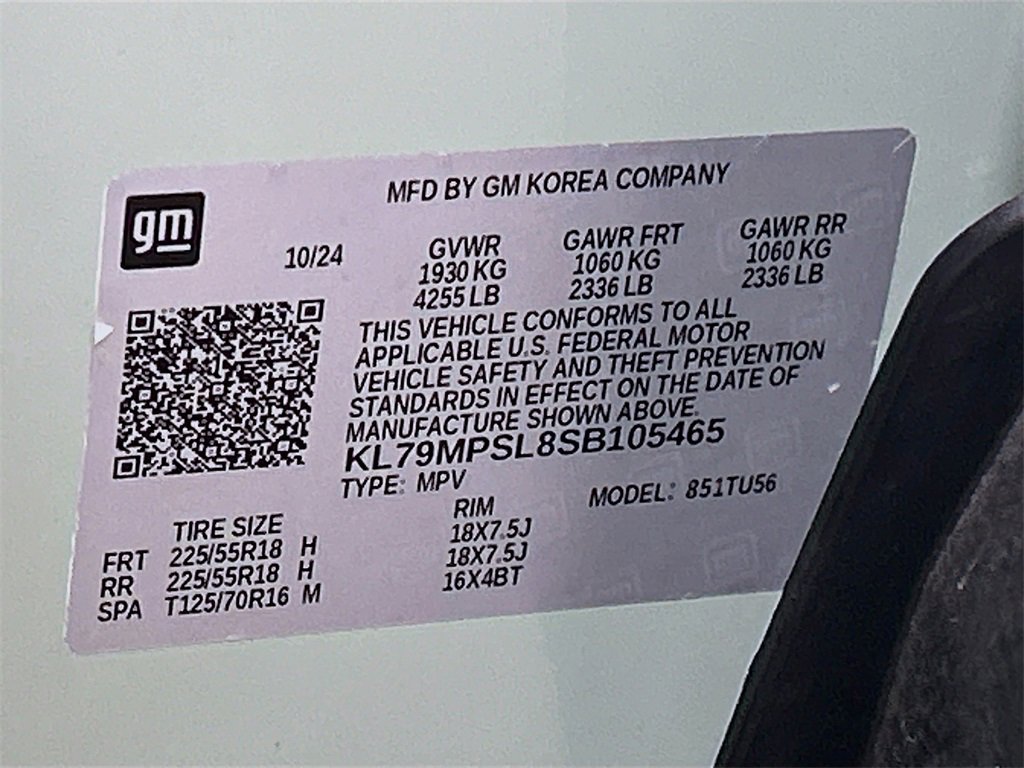 gm
MFD BY GM KOREA COMPANY
10/24
GVWR GAWR FRT GAWR RR
1930 KG 1060 KG 1060 KG
4255 LB 2336 LB 2336 LB
THIS VEHICLE CONFORMS TO ALL
APPLICABLE U.S. FEDERAL MOTOR
VEHICLE SAFETY AND THEFT PREVENTION
STANDARDS IN EFFECT ON THE DATE OF
MANUFACTURE SHOWN ABOVE.
KL79MPSL8SB105465
TYPE: MPV MODEL: 851TU56
TIRE SIZE RIM
FRT 225/55R18 H 18X7.5J
RR 225/55R18 H 18X7.5J
SPA T125/70R16 M 16X4BT